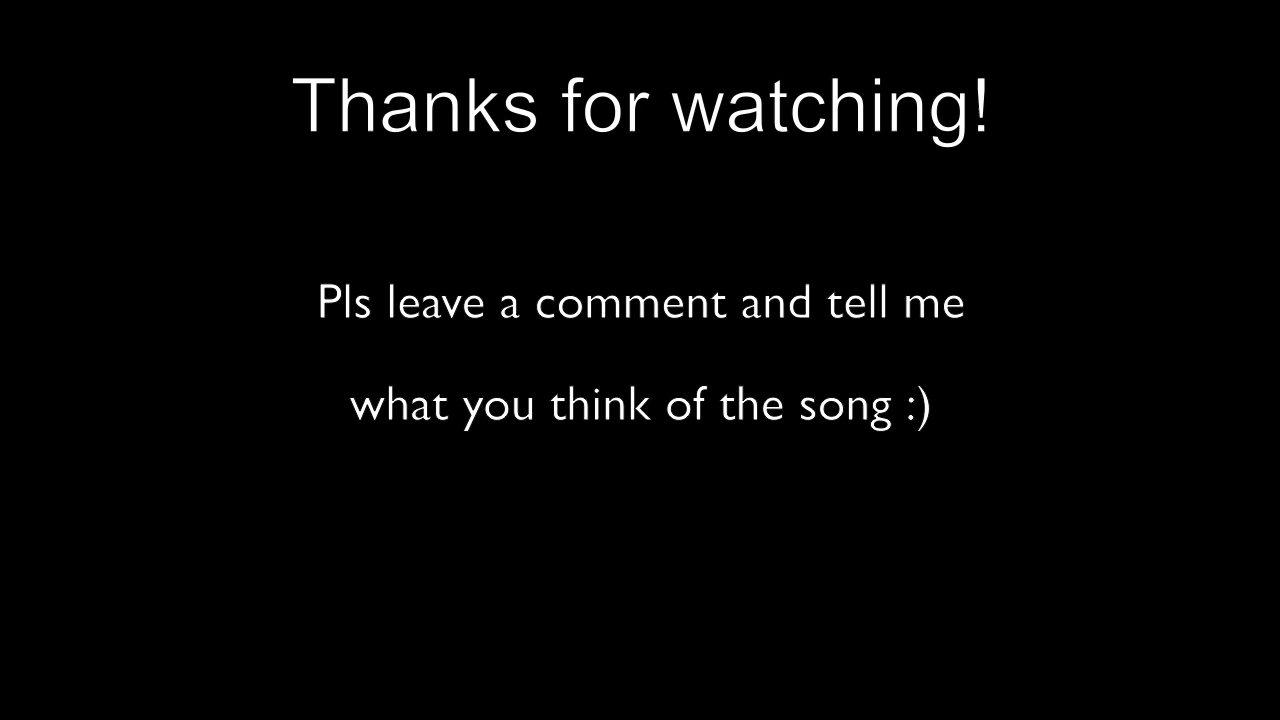 Thanks for watching!
Pls leave a comment and tell me
what you think of the song :)